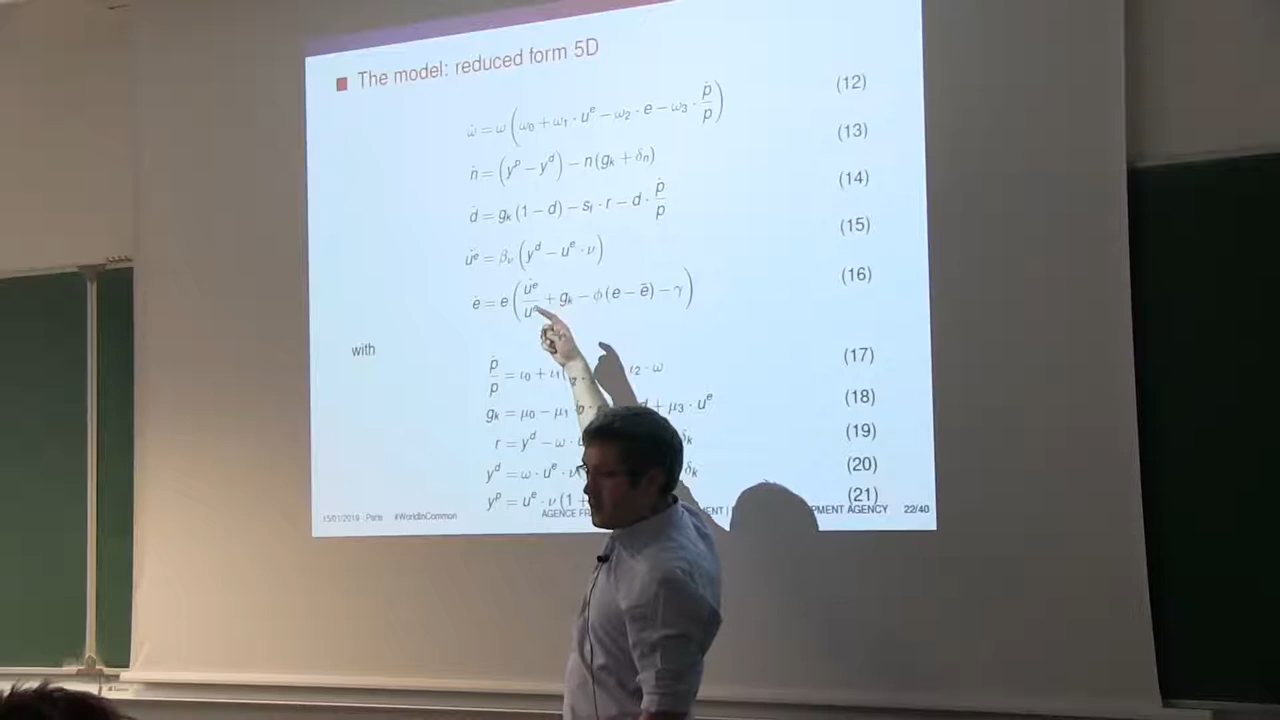 The model: reduced form 5D
ω̇ = ω(ω₀ + ω₁ · uᵉ − ω₂ · e − ω₃ · ṗ/p) (12)
ṅ = (yᵖ − yᵈ) − n(gₖ + δₙ) (13)
ḋ = gₖ(1 − d) − s_f · r − d · ṗ/p (14)
u̇ᵉ = βᵥ(yᵈ − uᵉ · ν) (15)
ė = e(u̇ᵉ/uᵉ + gₖ − ϕ(e − ē) − γ) (16)
with
ṗ/p = ι₀ + ι₁( ι₂ · ω (17)
gₖ = μ₀ − μ₁ d + μ₃ · uᵉ (18)
r = yᵈ − ω · δₖ (19)
yᵈ = ω · uᵉ · δₖ (20)
yᵖ = uᵉ · ν(1 + (21)
15/01/2019 - Paris #WorldInCommon AGENCE 22/40